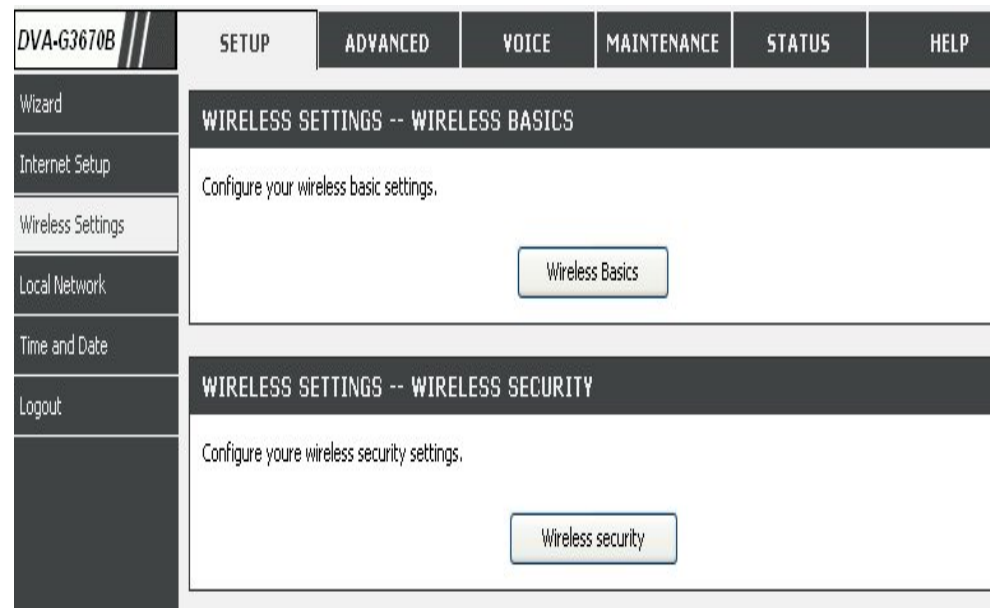 DVA-G3670B
SETUP ADVANCED VOICE MAINTENANCE STATUS HELP
Wizard
Internet Setup
Wireless Settings
Local Network
Time and Date
Logout
WIRELESS SETTINGS -- WIRELESS BASICS
Configure your wireless basic settings.
Wireless Basics
WIRELESS SETTINGS -- WIRELESS SECURITY
Configure youre wireless security settings.
Wireless security